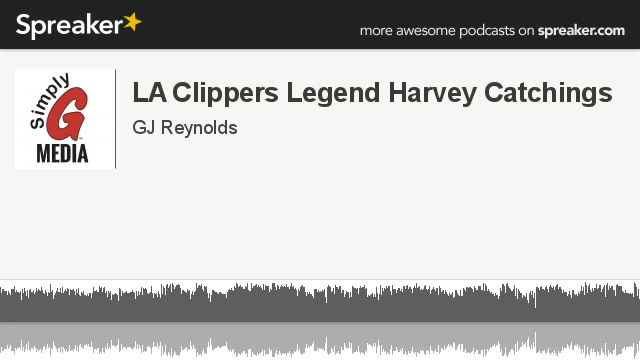 Spreaker
more awesome podcasts on spreaker.com
Simply
G
MEDIA
LA Clippers Legend Harvey Catchings
GJ Reynolds